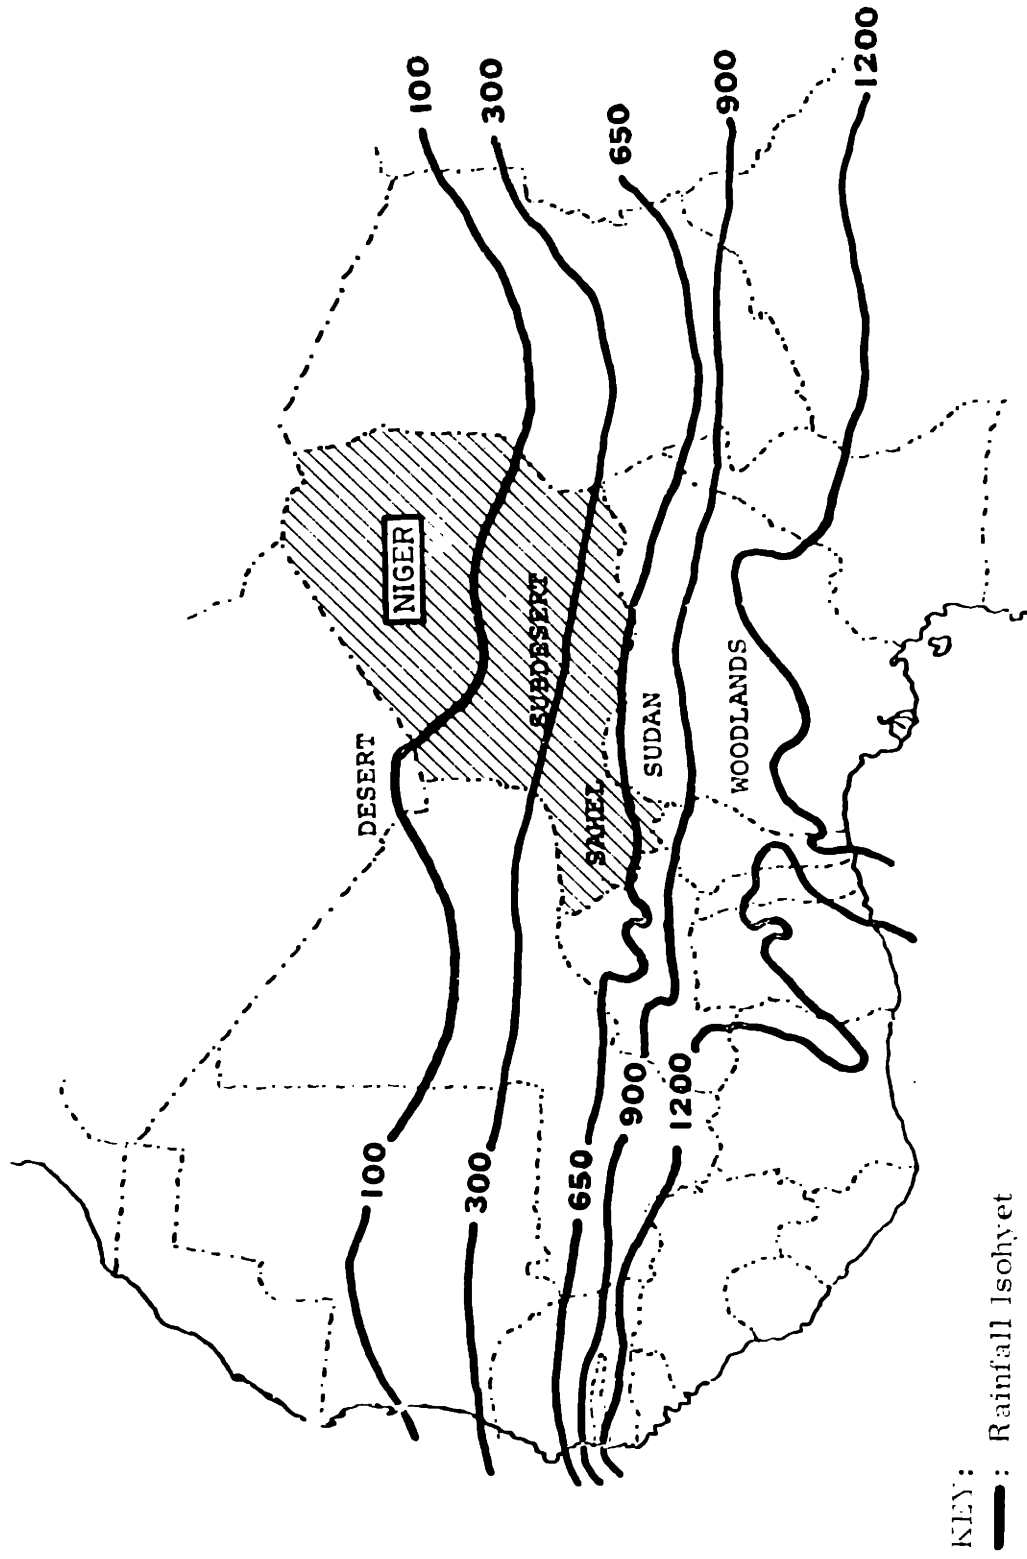 100
300
650
900
1200
NIGER
DESERT
SUBDESERT
SAHEL
SUDAN
WOODLANDS
100
300
650
900
1200
KEY:
: Rainfall Isohyet